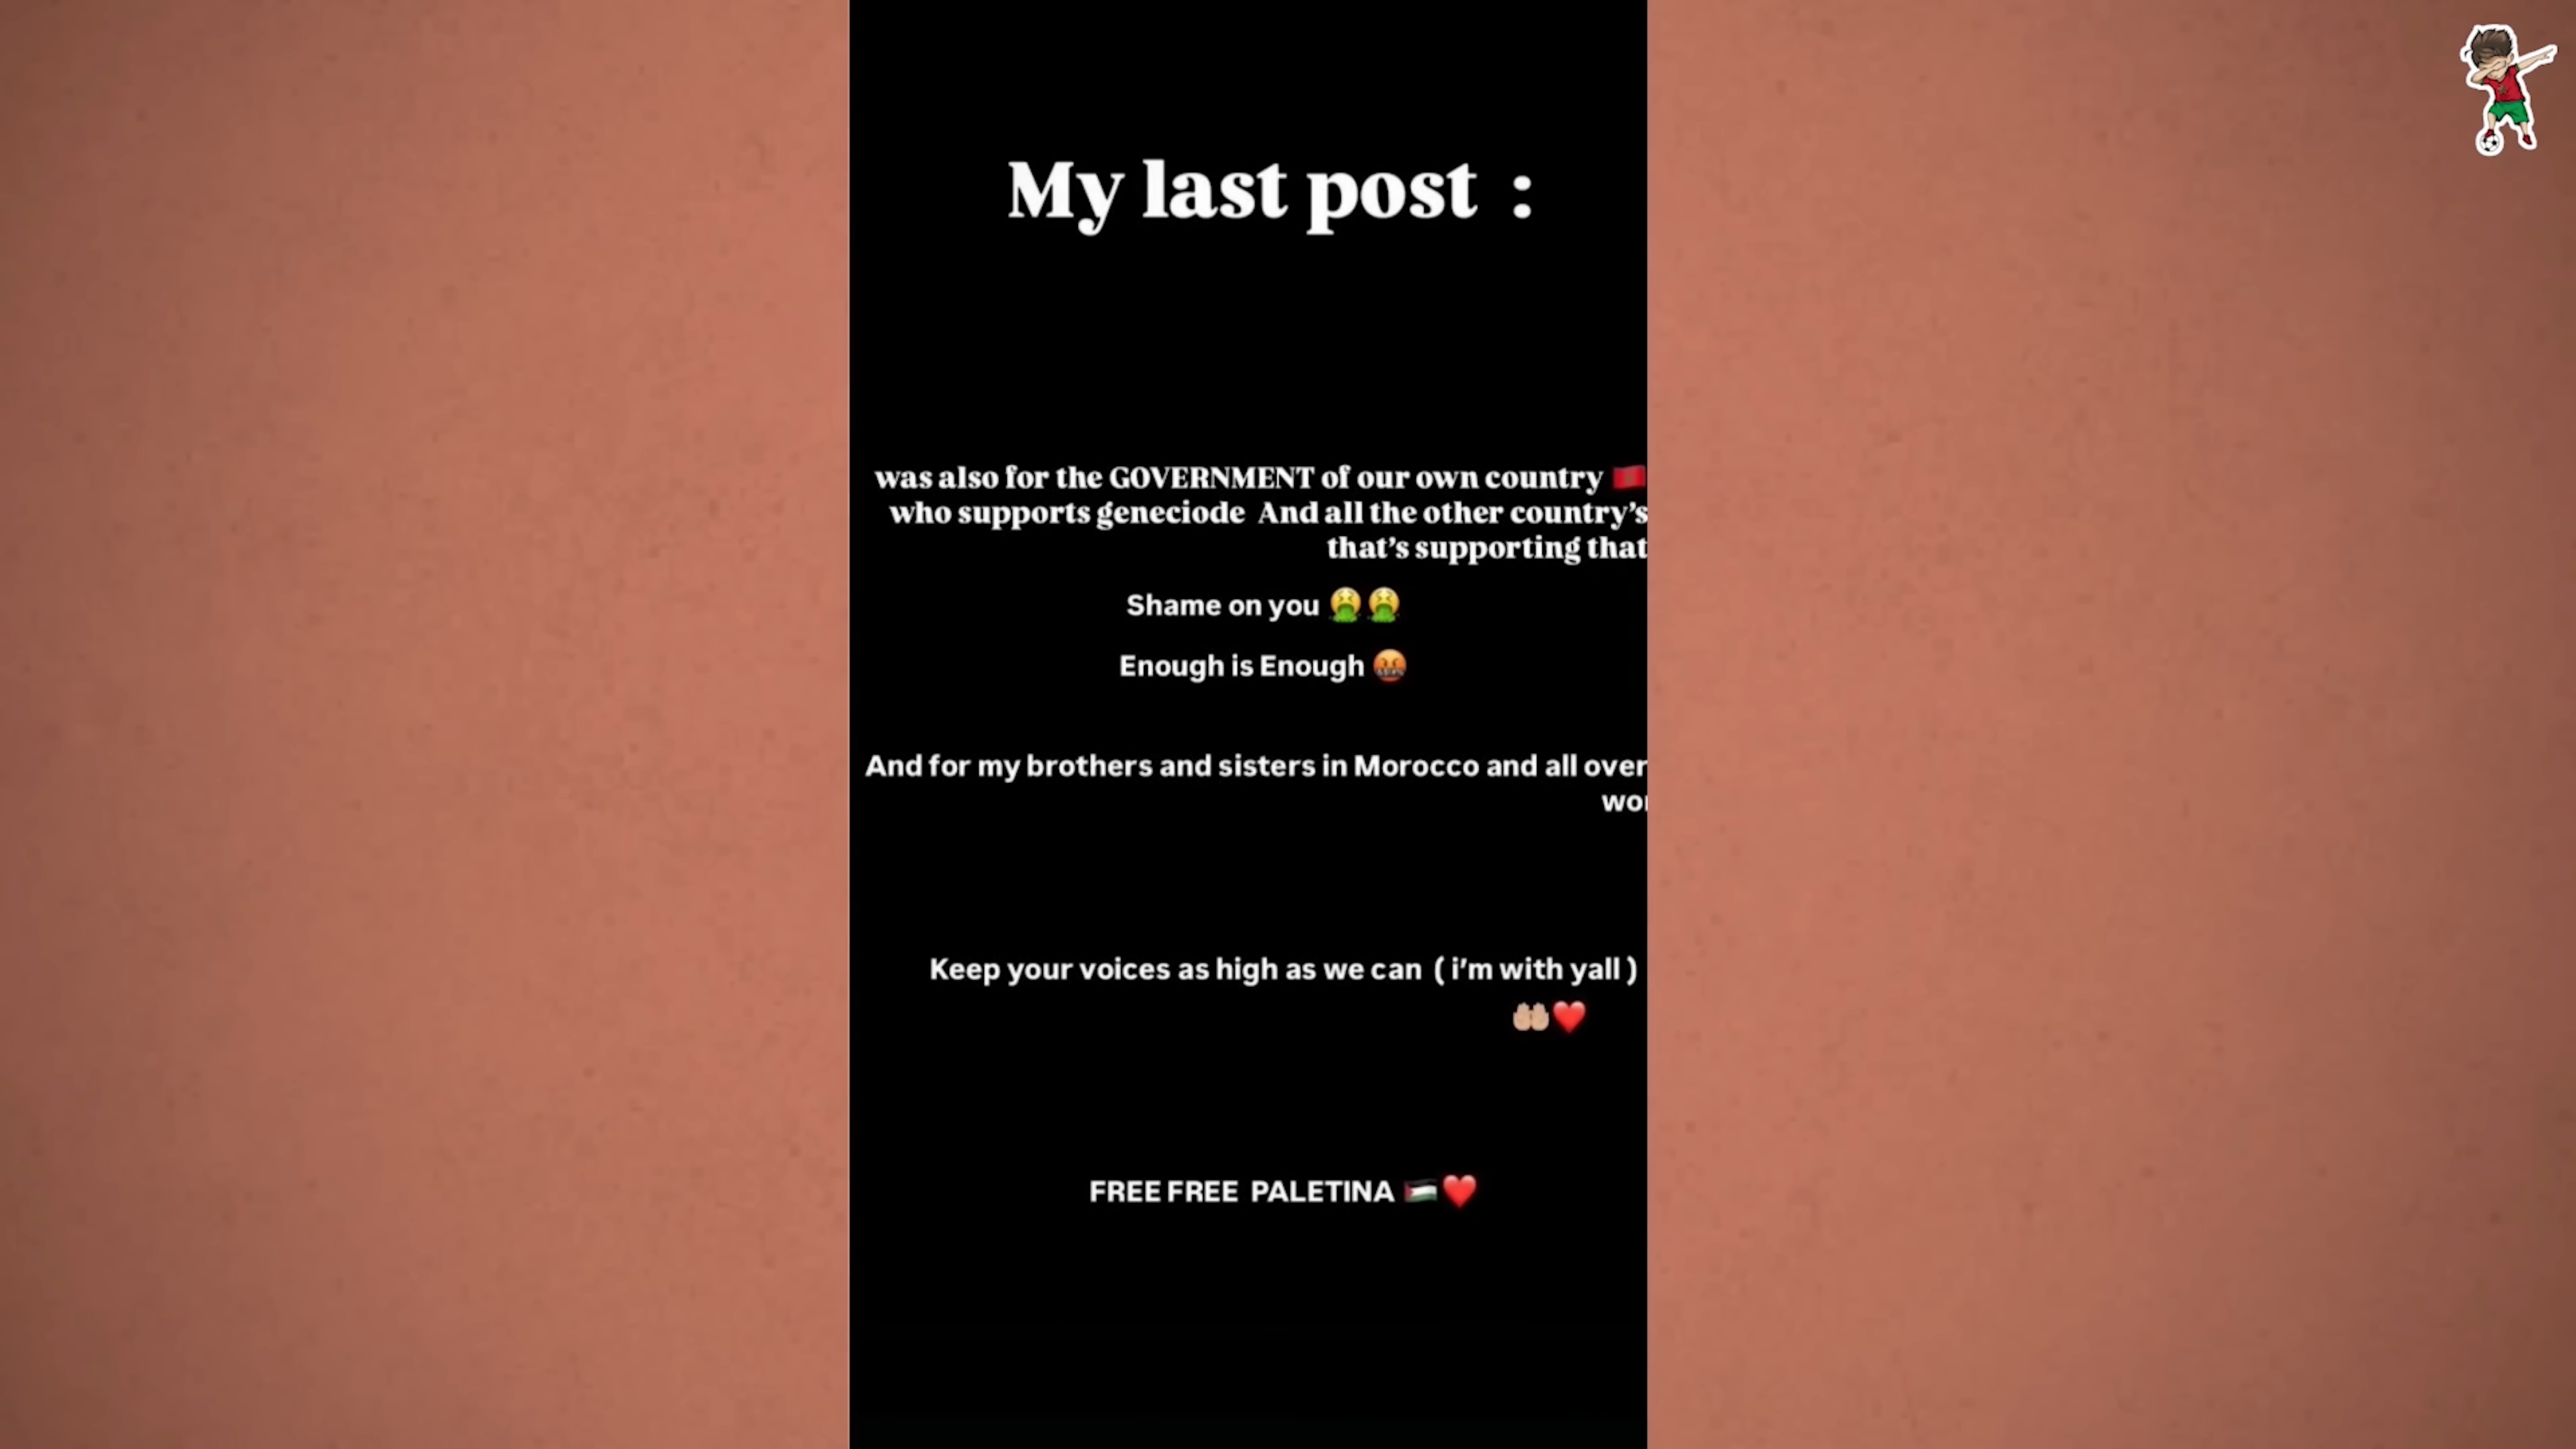 My last post :
was also for the GOVERNMENT of our own country 🇲🇦
who supports geneciode And all the other country's
that's supporting that
Shame on you 🤮🤮
Enough is Enough 🤬
And for my brothers and sisters in Morocco and all over
Keep your voices as high as we can ( i'm with yall )
🤲🏼❤️
FREE FREE PALETINA 🇵🇸❤️